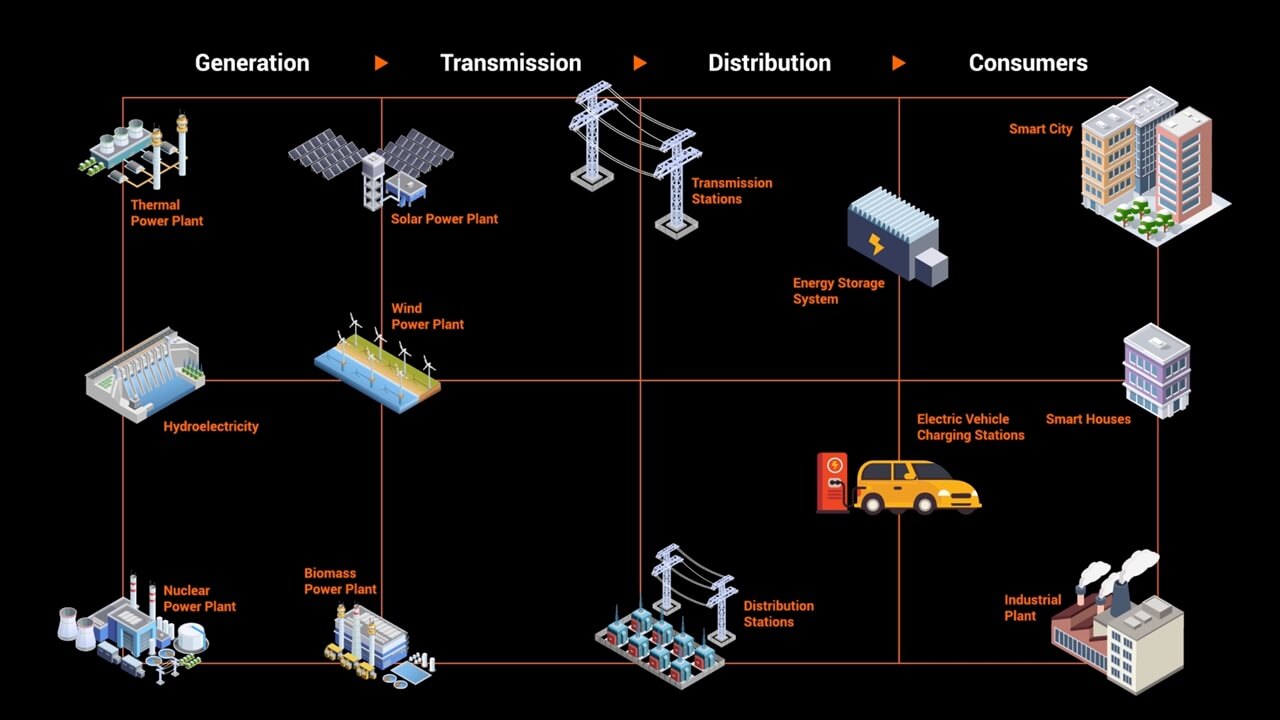 Generation
Transmission
Distribution
Consumers
Smart City
Thermal
Power Plant
Solar Power Plant
Transmission
Stations
Energy Storage
System
Wind
Power Plant
Hydroelectricity
Electric Vehicle
Charging Stations
Smart Houses
Nuclear
Power Plant
Biomass
Power Plant
Distribution
Stations
Industrial
Plant